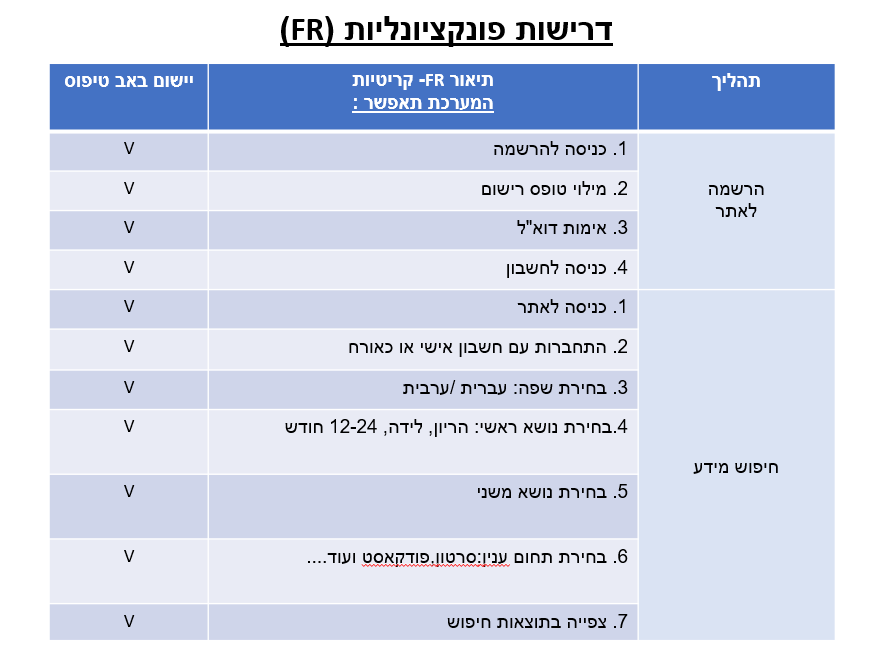 דרישות פונקציונליות (FR)
תהליך
תיאור FR- קריטיות
המערכת תאפשר :
יישום באב טיפוס
הרשמה
לאתר
1. כניסה להרשמה
V
2. מילוי טופס רישום
V
3. אימות דוא"ל
V
4. כניסה לחשבון
V
חיפוש מידע
1. כניסה לאתר
V
2. התחברות עם חשבון אישי או כאורח
V
3. בחירת שפה: עברית /ערבית
V
4.בחירת נושא ראשי: הריון, לידה, 12-24 חודש
V
5. בחירת נושא משני
V
6. בחירת תחום ענין:סרטון,פודקאסט ועוד....
V
7. צפייה בתוצאות חיפוש
V